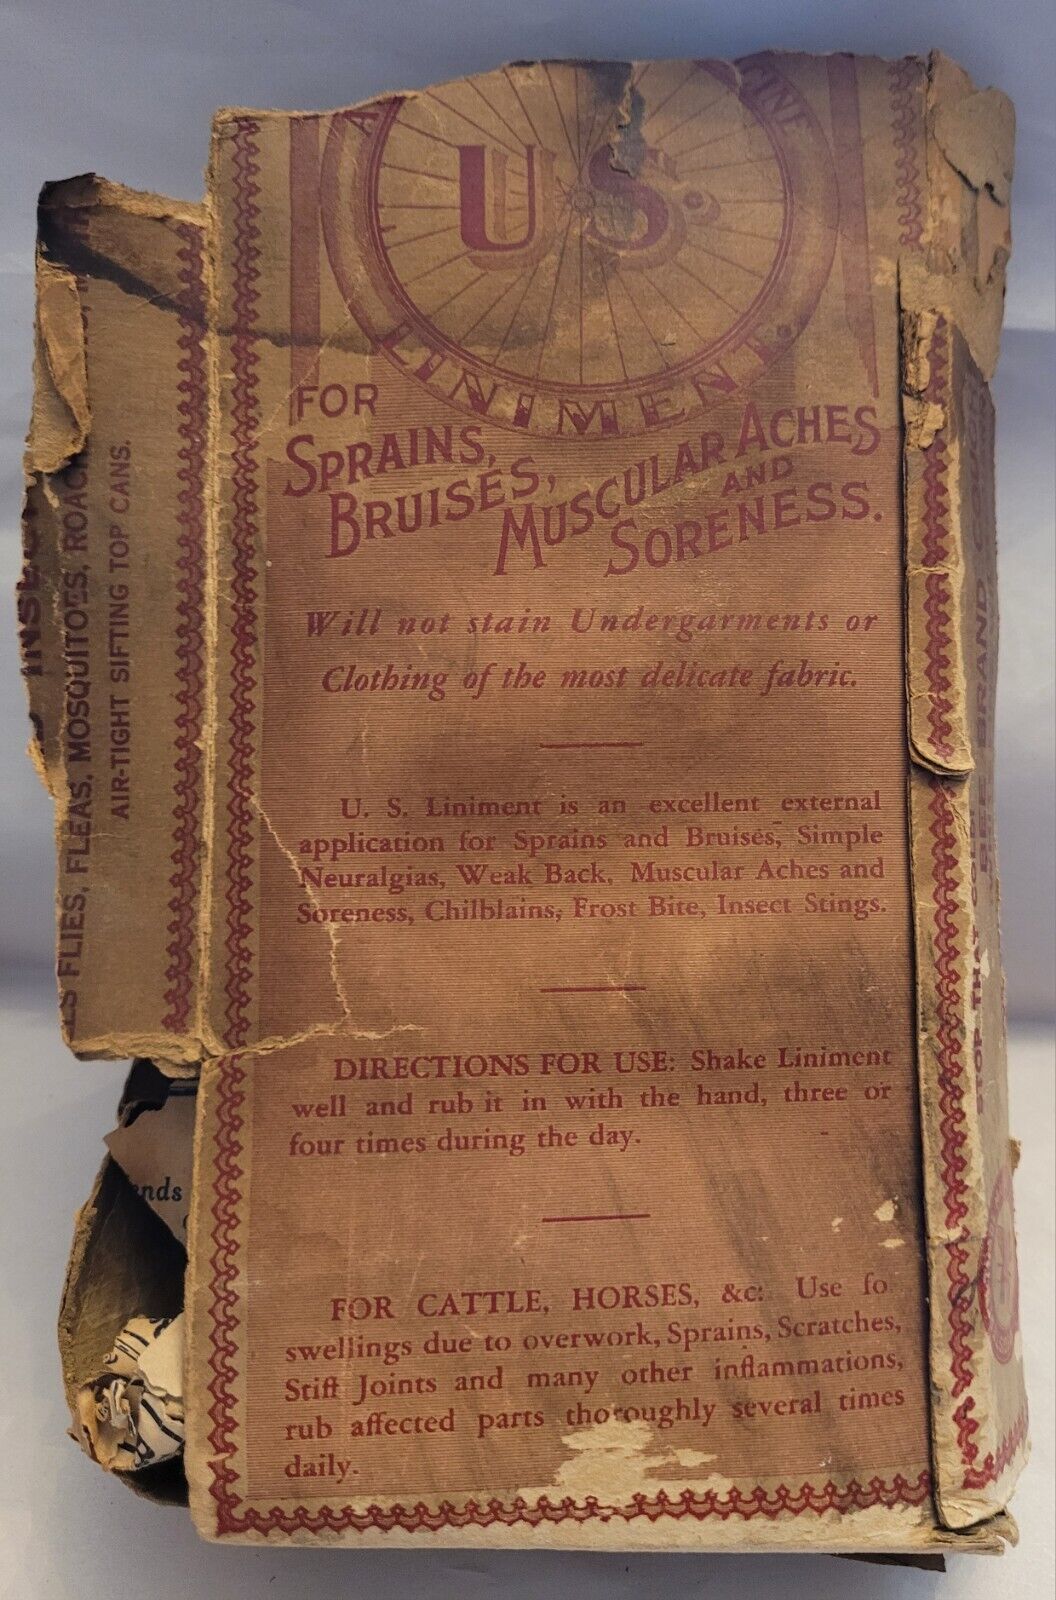 U.S.
LINIMENT.
FOR
SPRAINS,
BRUISES,
MUSCULAR ACHES
AND
SORENESS.
Will not stain Undergarments or
Clothing of the most delicate fabric.
U. S. Liniment is an excellent external
application for Sprains and Bruises, Simple
Neuralgias, Weak Back, Muscular Aches and
Soreness, Chilblains, Frost Bite, Insect Stings.
DIRECTIONS FOR USE: Shake Liniment
well and rub it in with the hand, three or
four times during the day.
FOR CATTLE, HORSES, &c: Use fo
swellings due to overwork, Sprains, Scratches,
Stiff Joints and many other inflammations,
rub affected parts thoroughly several times
daily.
FLIES, FLEAS, MOSQUITOES,
AIR-TIGHT SIFTING TOP CANS.
BEE BRAND
STOP THAT